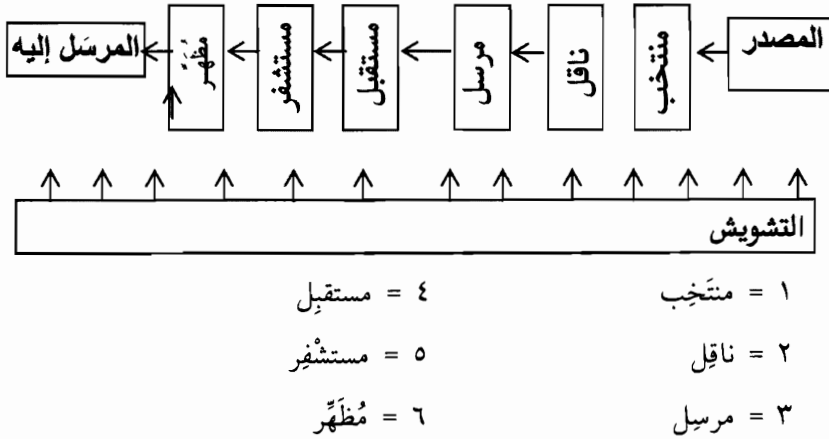 المصدر
منتخب
ناقل
مرسل
مستقبل
مستشفر
مُظَهِّر
المرسَل إليه
التشويش
١ = منتَخِب
٤ = مستقبِل
٢ = ناقِل
٥ = مستشْفِر
٣ = مرسِل
٦ = مُظَهِّر